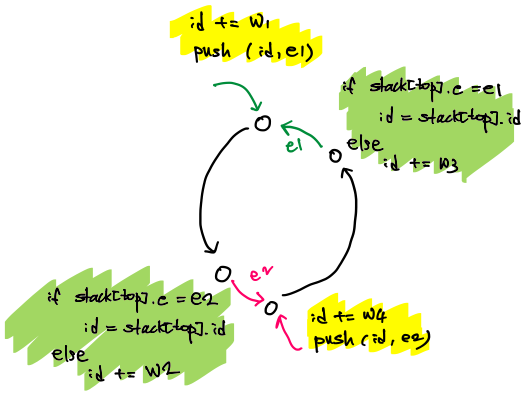 id += W1
push (id, e1)
if stack[top].e = e1
id = stack[top].id
else
id += W3
e1
e2
if stack[top].e = e2
id = stack[top].id
else
id += W2
id += W4
push (id, e2)